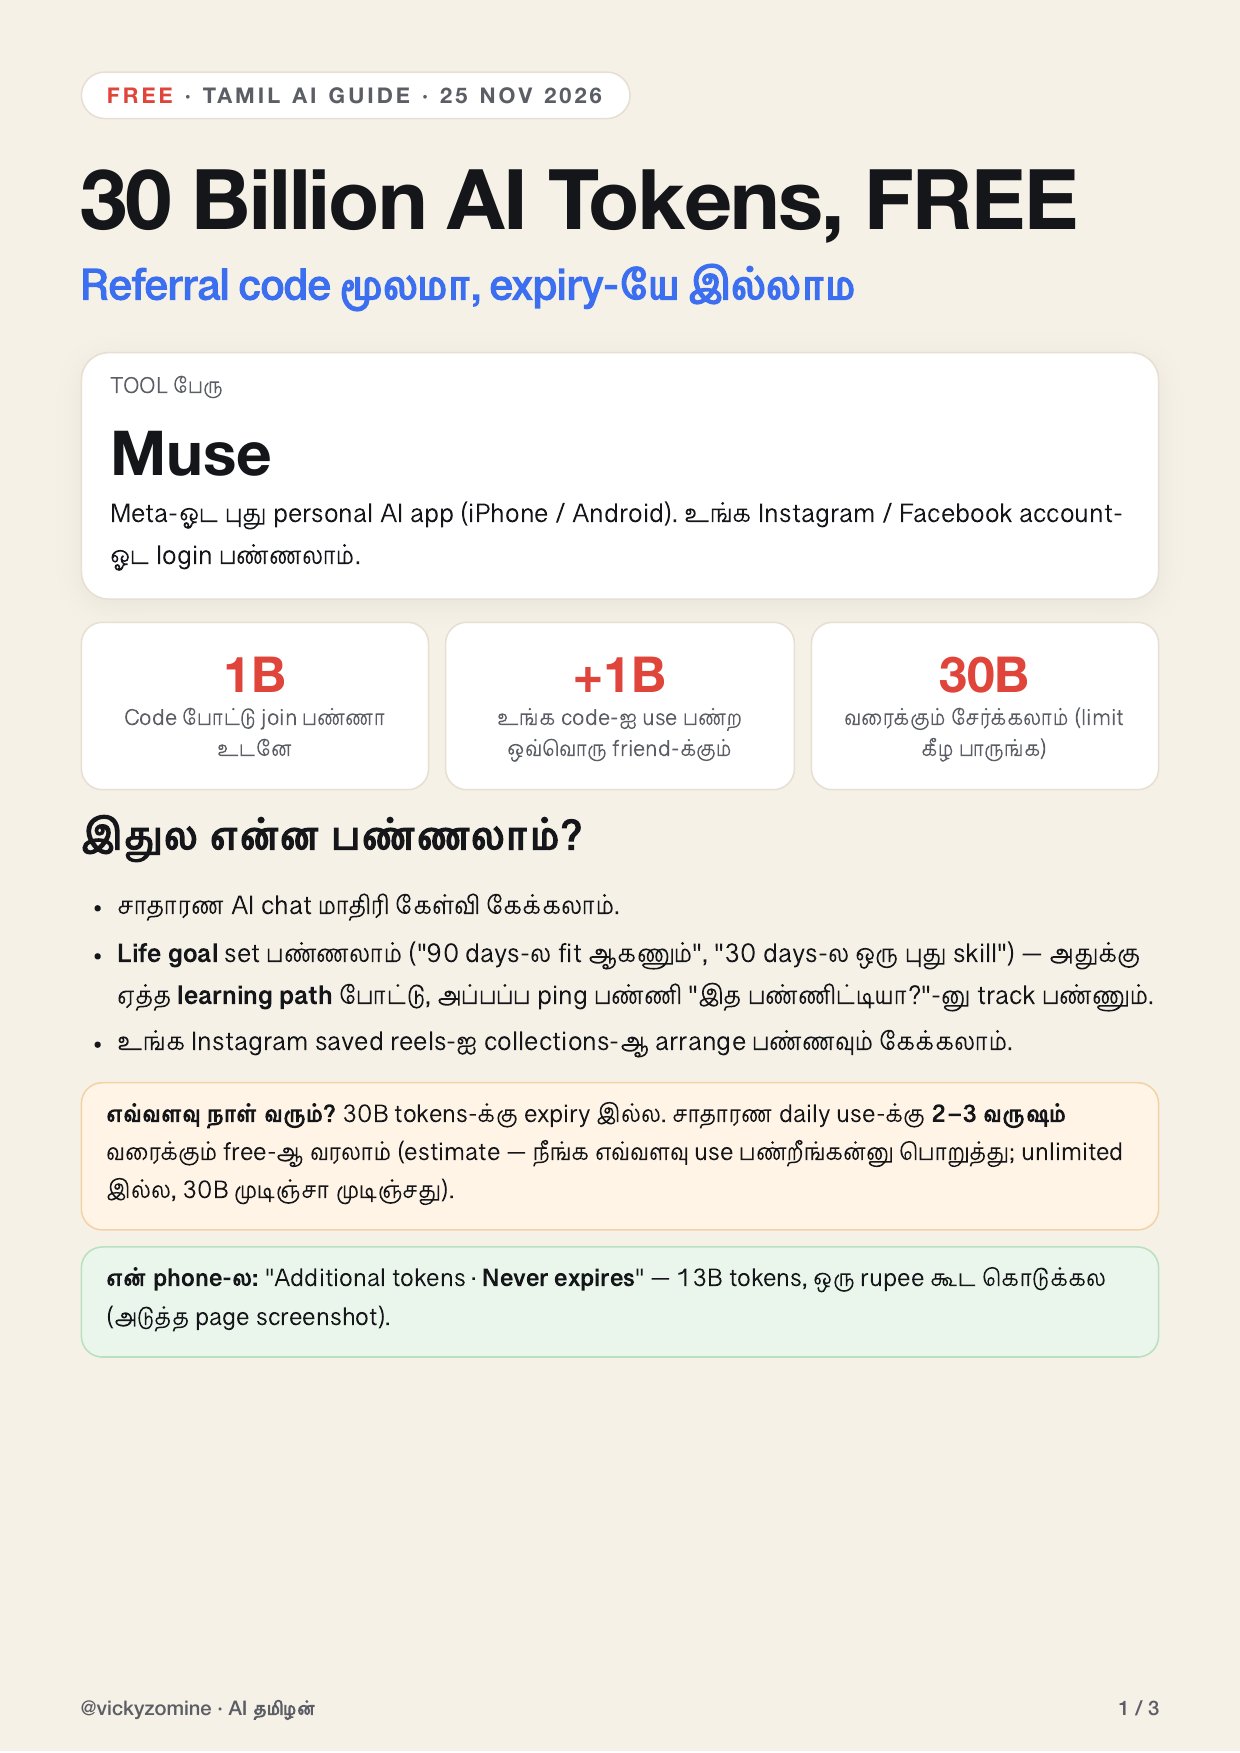 FREE · TAMIL AI GUIDE · 25 NOV 2026
30 Billion AI Tokens, FREE
Referral code மூலமா, expiry-யே இல்லாம
TOOL பேரு
Muse
Meta-ஓட புது personal AI app (iPhone / Android). உங்க Instagram / Facebook account-
ஓட login பண்ணலாம்.
1B
Code போட்டு join பண்ணா
உடனே
+1B
உங்க code-ஐ use பண்ற
ஒவ்வொரு friend-க்கும்
30B
வரைக்கும் சேர்க்கலாம் (limit
கீழ பாருங்க)
இதுல என்ன பண்ணலாம்?
• சாதாரண AI chat மாதிரி கேள்வி கேக்கலாம்.
• Life goal set பண்ணலாம் ("90 days-ல fit ஆகணும்", "30 days-ல ஒரு புது skill") — அதுக்கு
ஏத்த learning path போட்டு, அப்பப்ப ping பண்ணி "இத பண்ணிட்டியா?"-னு track பண்ணும்.
• உங்க Instagram saved reels-ஐ collections-ஆ arrange பண்ணவும் கேக்கலாம்.
எவ்வளவு நாள் வரும்? 30B tokens-க்கு expiry இல்ல. சாதாரண daily use-க்கு 2–3 வருஷம்
வரைக்கும் free-ஆ வரலாம் (estimate — நீங்க எவ்வளவு use பண்றீங்கன்னு பொறுத்து; unlimited
இல்ல, 30B முடிஞ்சா முடிஞ்சது).
என் phone-ல: "Additional tokens · Never expires" — 13B tokens, ஒரு rupee கூட கொடுக்கல
(அடுத்த page screenshot).
@vickyzomine · AI தமிழன்
1 / 3